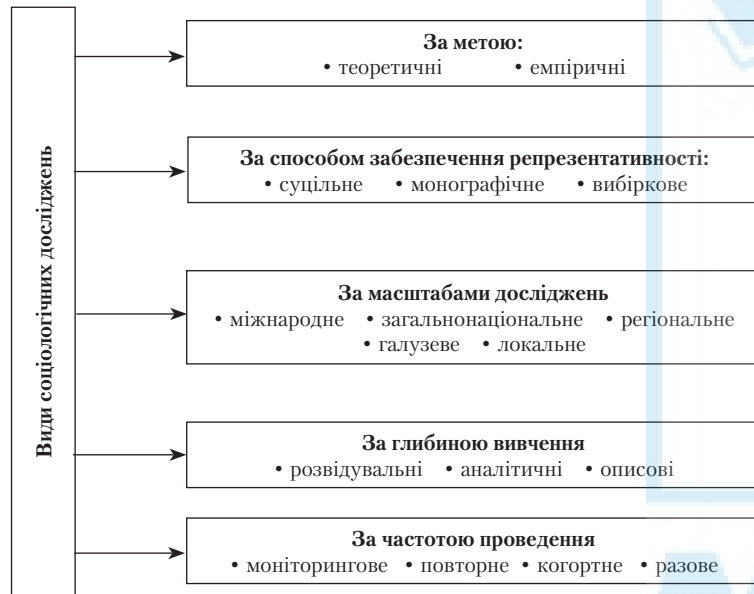 Види соціологічних досліджень
За метою:
• теоретичні • емпіричні
За способом забезпечення репрезентативності:
• суцільне • монографічне • вибіркове
За масштабами досліджень
• міжнародне • загальнонаціональне • регіональне
• галузеве • локальне
За глибиною вивчення
• розвідувальні • аналітичні • описові
За частотою проведення
• моніторингове • повторне • когортне • разове